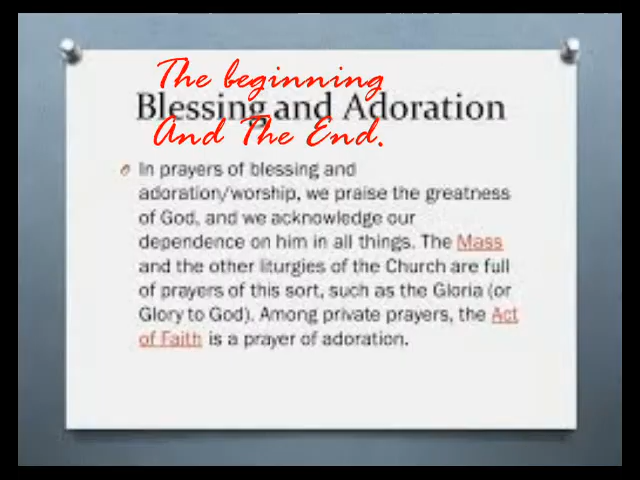 The beginning
Blessing and Adoration
And The End.
In prayers of blessing and
adoration/worship, we praise the greatness
of God, and we acknowledge our
dependence on him in all things. The Mass
and the other liturgies of the Church are full
of prayers of this sort, such as the Gloria (or
Glory to God). Among private prayers, the Act
of Faith is a prayer of adoration.